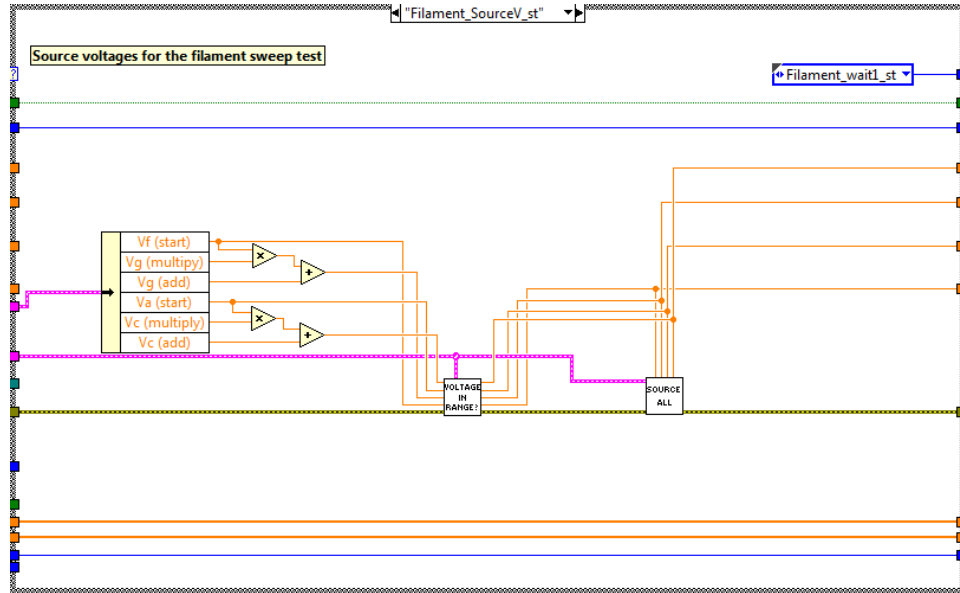 "Filament_SourceV_st"
Source voltages for the filament sweep test
Filament_wait1_st
?
Vf (start)
Vg (multipy)
Vg (add)
Va (start)
Vc (multiply)
Vc (add)
×
+
×
+
VOLTAGE
IN
RANGE?
SOURCE
ALL